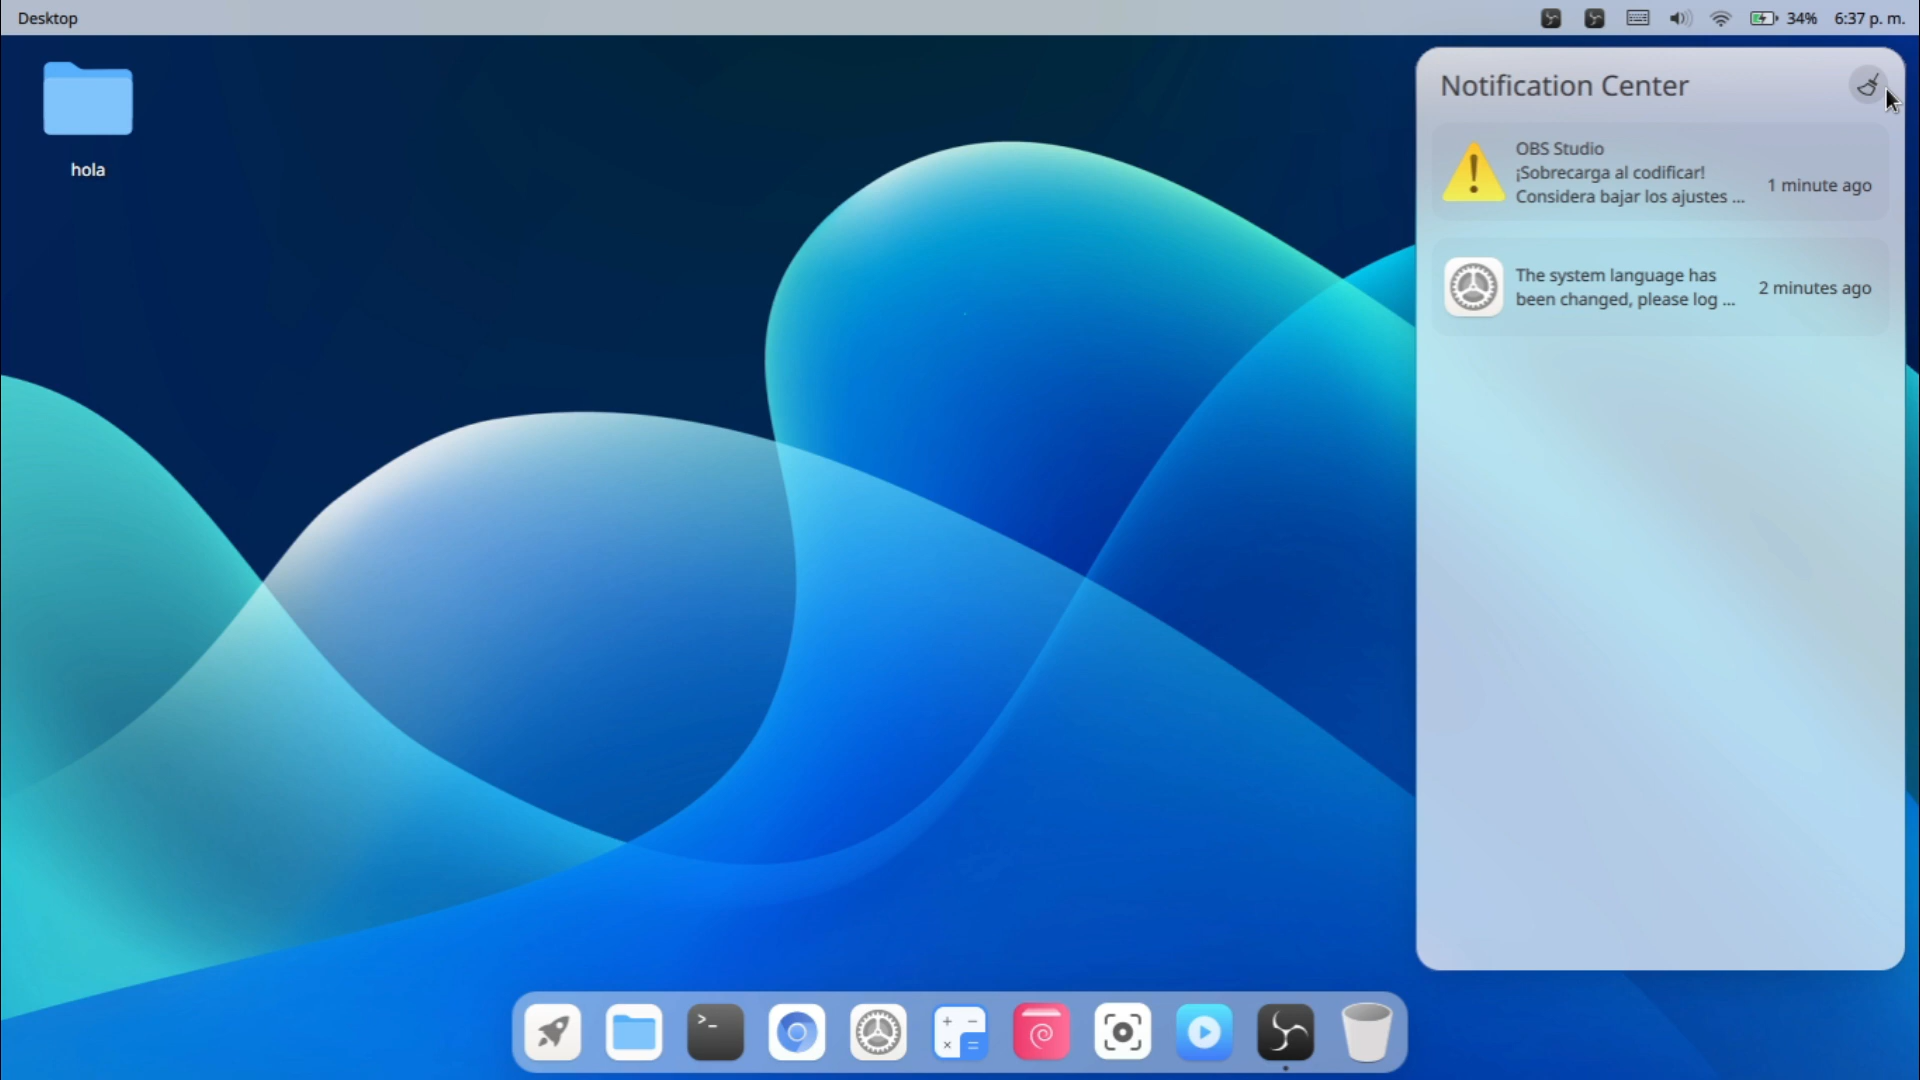 Desktop
34%
6:37 p. m.
hola
Notification Center
OBS Studio
¡Sobrecarga al codificar!
Considera bajar los ajustes ...
1 minute ago
The system language has
been changed, please log ...
2 minutes ago
>_
+ −
× =